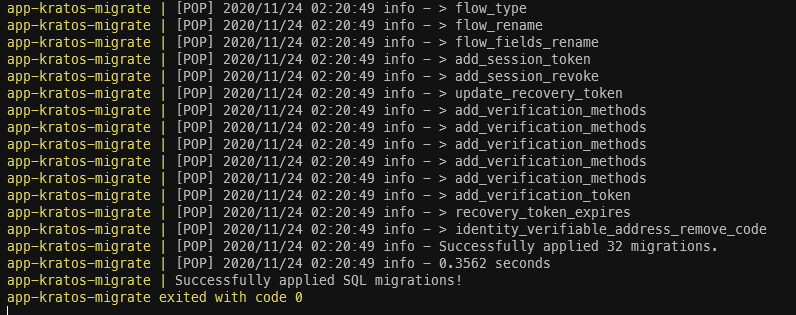 app-kratos-migrate | [POP] 2020/11/24 02:20:49 info - > flow_type
app-kratos-migrate | [POP] 2020/11/24 02:20:49 info - > flow_rename
app-kratos-migrate | [POP] 2020/11/24 02:20:49 info - > flow_fields_rename
app-kratos-migrate | [POP] 2020/11/24 02:20:49 info - > add_session_token
app-kratos-migrate | [POP] 2020/11/24 02:20:49 info - > add_session_revoke
app-kratos-migrate | [POP] 2020/11/24 02:20:49 info - > update_recovery_token
app-kratos-migrate | [POP] 2020/11/24 02:20:49 info - > add_verification_methods
app-kratos-migrate | [POP] 2020/11/24 02:20:49 info - > add_verification_methods
app-kratos-migrate | [POP] 2020/11/24 02:20:49 info - > add_verification_methods
app-kratos-migrate | [POP] 2020/11/24 02:20:49 info - > add_verification_methods
app-kratos-migrate | [POP] 2020/11/24 02:20:49 info - > add_verification_methods
app-kratos-migrate | [POP] 2020/11/24 02:20:49 info - > add_verification_token
app-kratos-migrate | [POP] 2020/11/24 02:20:49 info - > recovery_token_expires
app-kratos-migrate | [POP] 2020/11/24 02:20:49 info - > identity_verifiable_address_remove_code
app-kratos-migrate | [POP] 2020/11/24 02:20:49 info - Successfully applied 32 migrations.
app-kratos-migrate | [POP] 2020/11/24 02:20:49 info - 0.3562 seconds
app-kratos-migrate | Successfully applied SQL migrations!
app-kratos-migrate exited with code 0